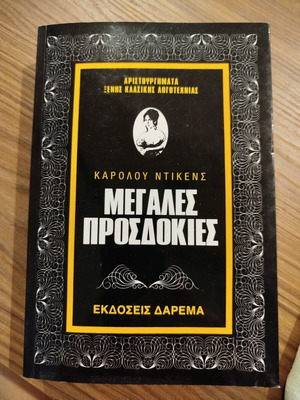 ΑΡΙΣΤΟΥΡΓΗΜΑΤΑ
ΞΕΝΗΣ ΚΛΑΣΙΚΗΣ ΛΟΓΟΤΕΧΝΙΑΣ
ΚΑΡΟΛΟΥ ΝΤΙΚΕΝΣ
ΜΕΓΑΛΕΣ
ΠΡΟΣΔΟΚΙΕΣ
ΕΚΔΟΣΕΙΣ ΔΑΡΕΜΑ